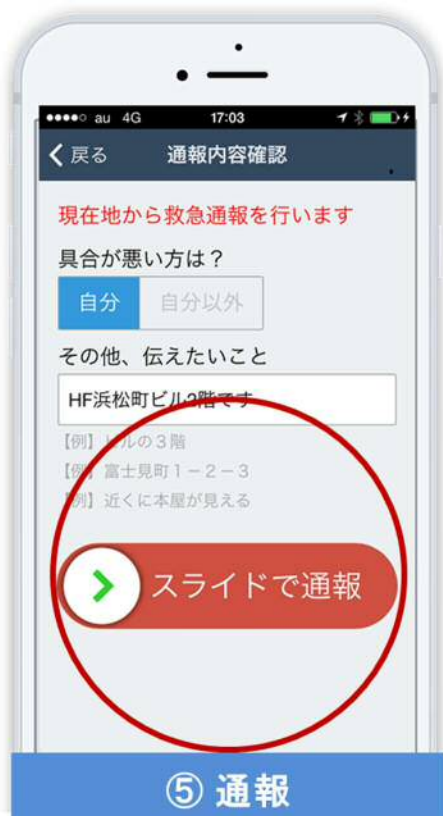 au 4G 17:03
戻る 通報内容確認
現在地から救急通報を行います
具合が悪い方は？
自分 自分以外
その他、伝えたいこと
HF浜松町ビル3階です
【例】ビルの３階
【例】富士見町１－２－３
【例】近くに本屋が見える
スライドで通報
⑤ 通報